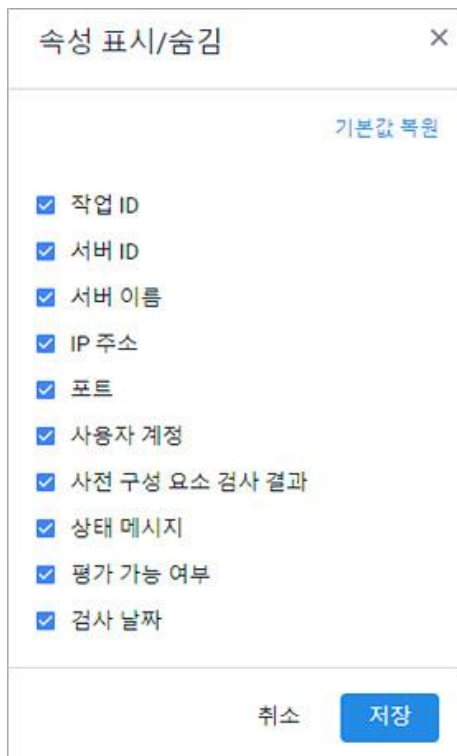 속성 표시/숨김
기본값 복원
작업 ID
서버 ID
서버 이름
IP 주소
포트
사용자 계정
사전 구성 요소 검사 결과
상태 메시지
평가 가능 여부
검사 날짜
취소 저장